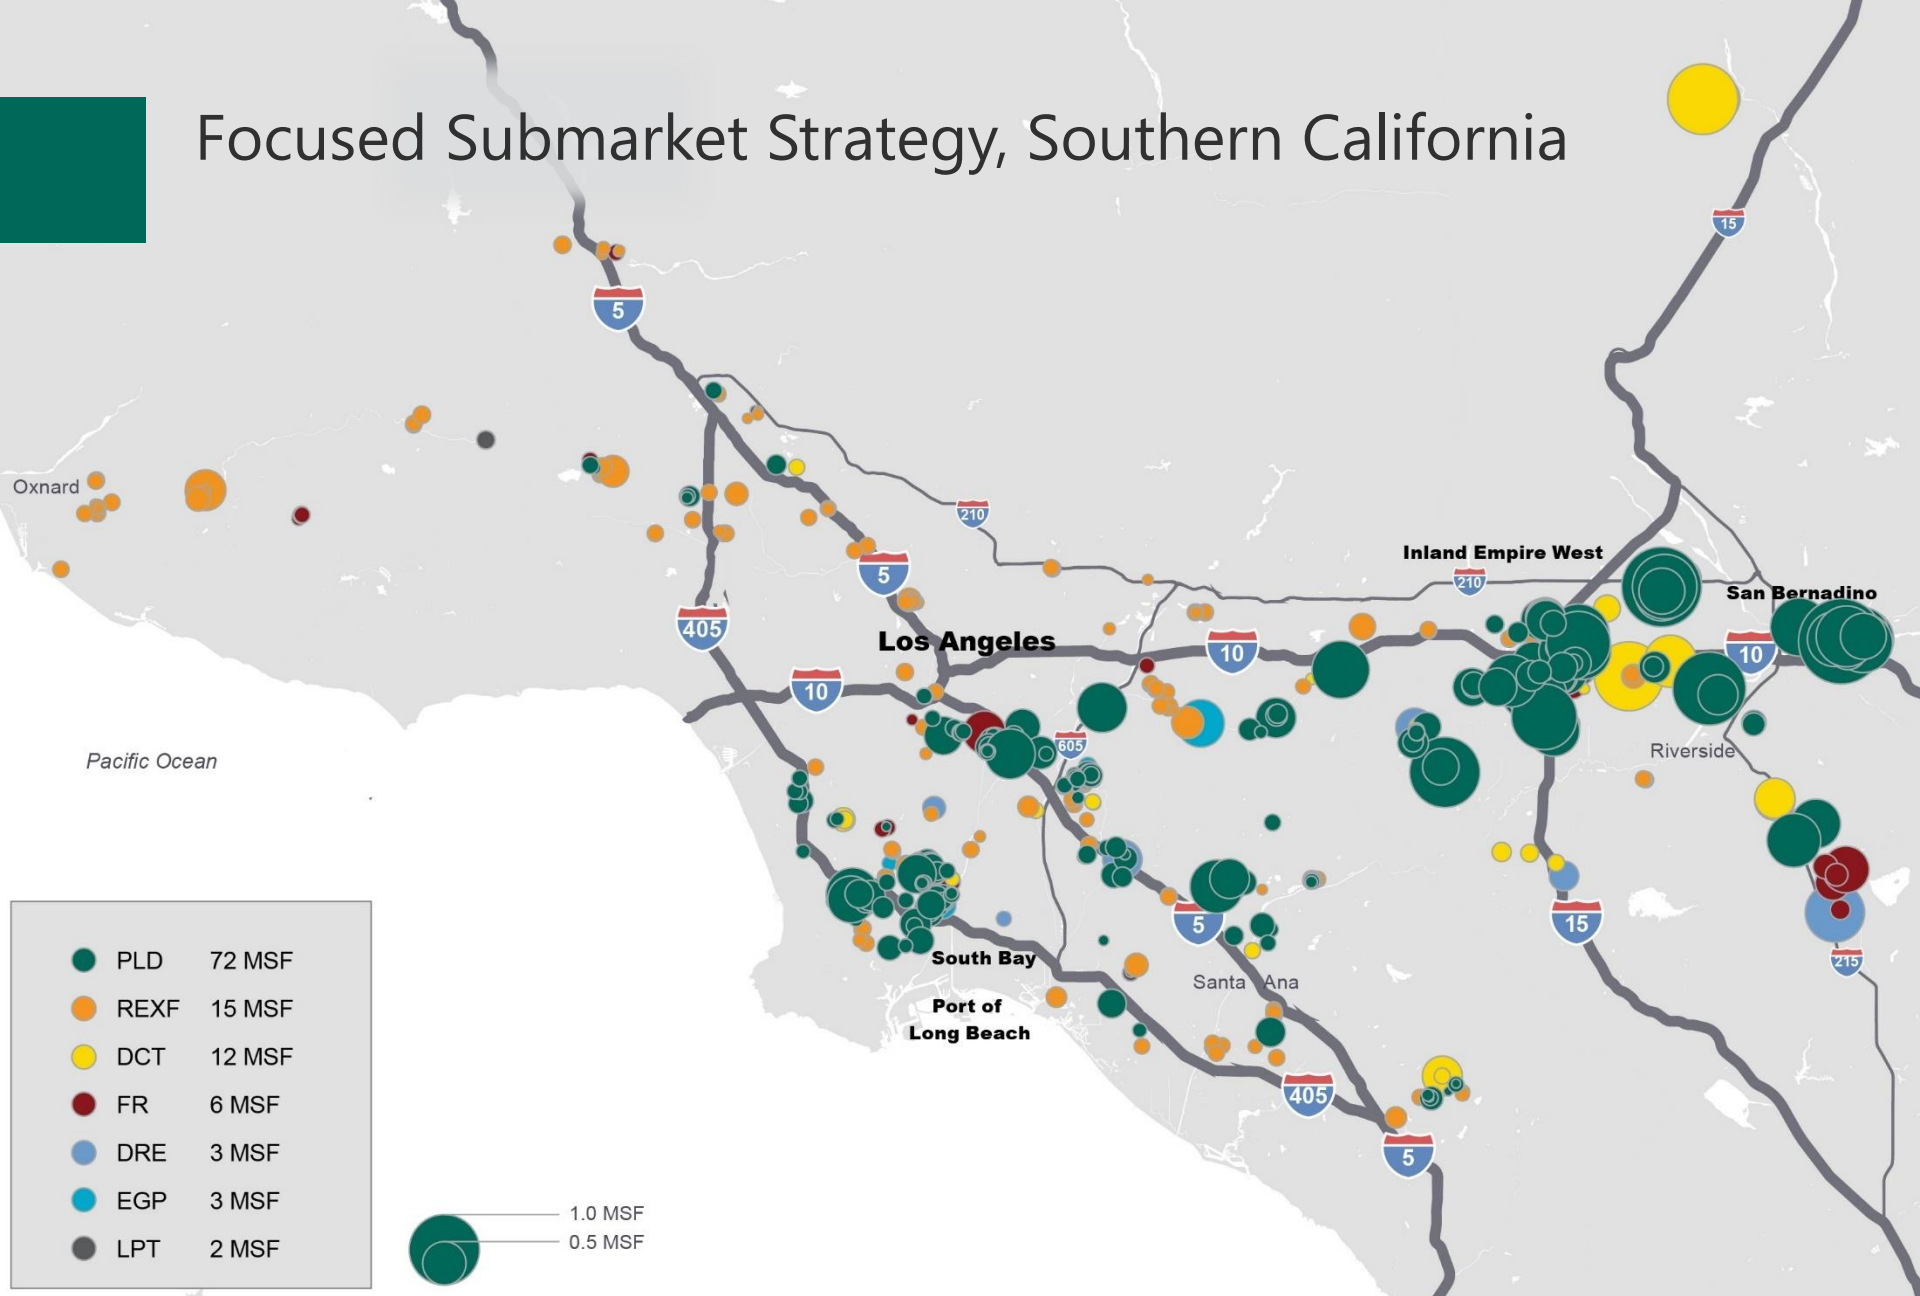 Focused Submarket Strategy, Southern California
15
5
Oxnard
210
Inland Empire West
210
5
San Bernadino
405
Los Angeles
10
10
10
605
Riverside
Pacific Ocean
5
15
South Bay
215
Santa Ana
Port of
Long Beach
405
5
PLD 72 MSF
REXF 15 MSF
DCT 12 MSF
FR 6 MSF
DRE 3 MSF
EGP 3 MSF
LPT 2 MSF
1.0 MSF
0.5 MSF